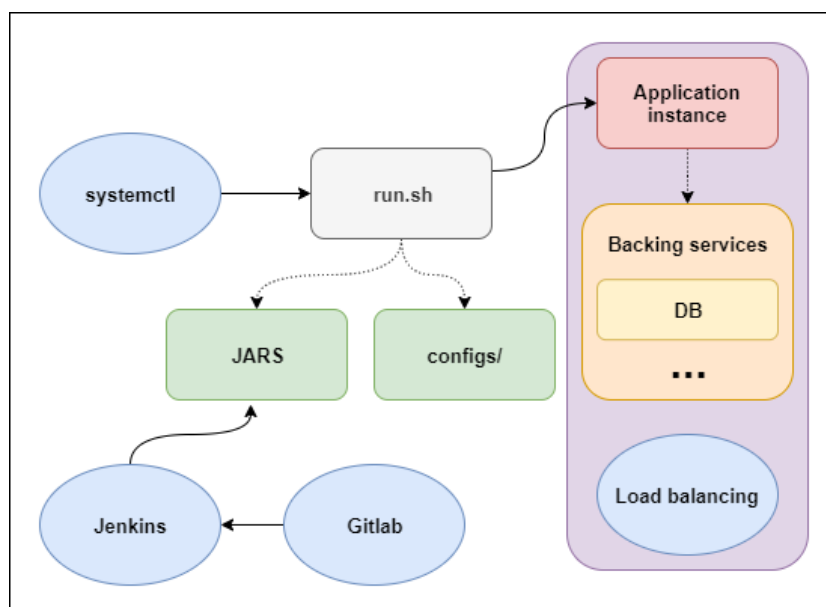 Application
instance
systemctl
run.sh
Backing services
DB
...
JARS
configs/
Load balancing
Jenkins
Gitlab